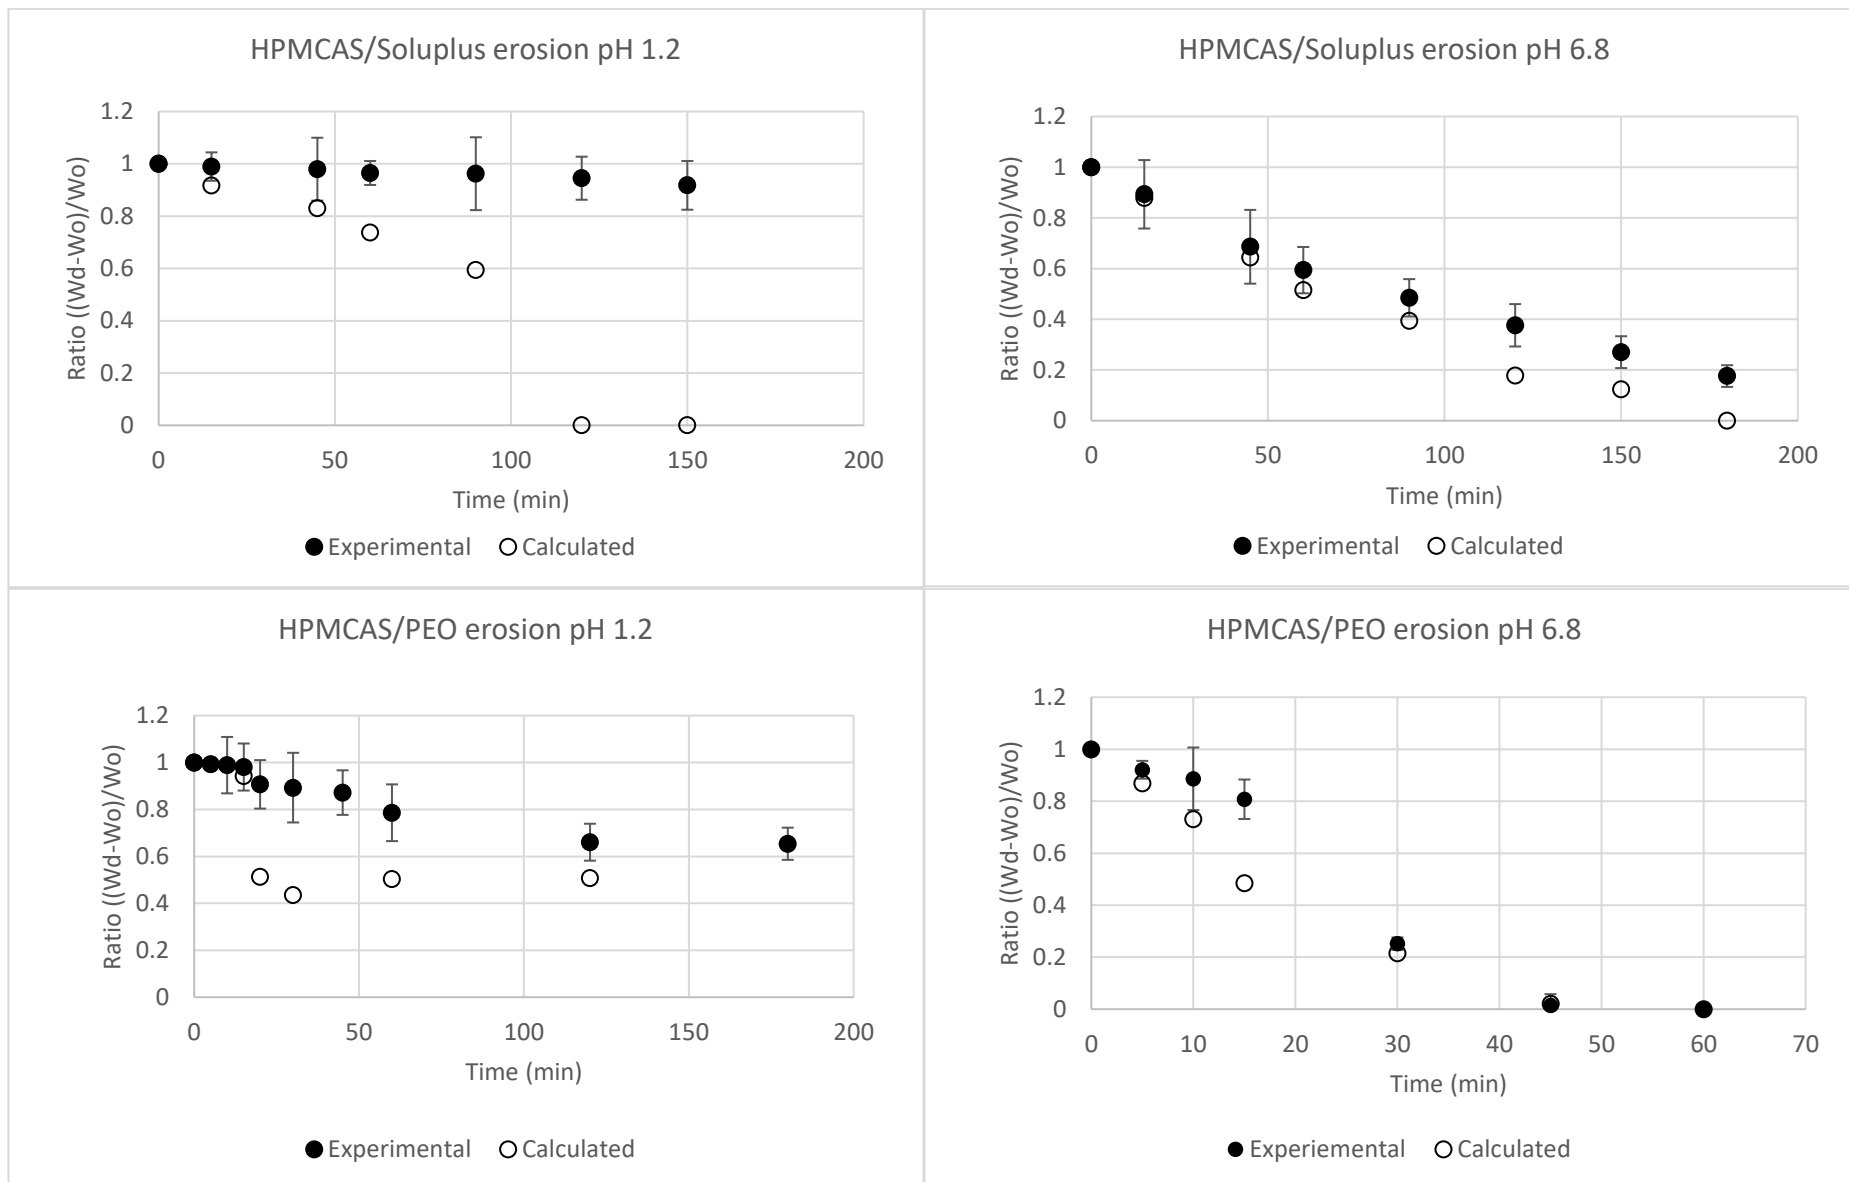 HPMCAS/Soluplus erosion pH 1.2
Ratio ((Wd-Wo)/Wo)
1.2
1
0.8
0.6
0.4
0.2
0
0 50 100 150 200
Time (min)
Experimental Calculated
HPMCAS/Soluplus erosion pH 6.8
Ratio ((Wd-Wo)/Wo)
1.2
1
0.8
0.6
0.4
0.2
0
0 50 100 150 200
Time (min)
Experimental Calculated
HPMCAS/PEO erosion pH 1.2
Ratio ((Wd-Wo)/Wo)
1.2
1
0.8
0.6
0.4
0.2
0
0 50 100 150 200
Time (min)
Experimental Calculated
HPMCAS/PEO erosion pH 6.8
Ratio ((Wd-Wo)/Wo)
1.2
1
0.8
0.6
0.4
0.2
0
0 10 20 30 40 50 60 70
Time (min)
Experiemental Calculated